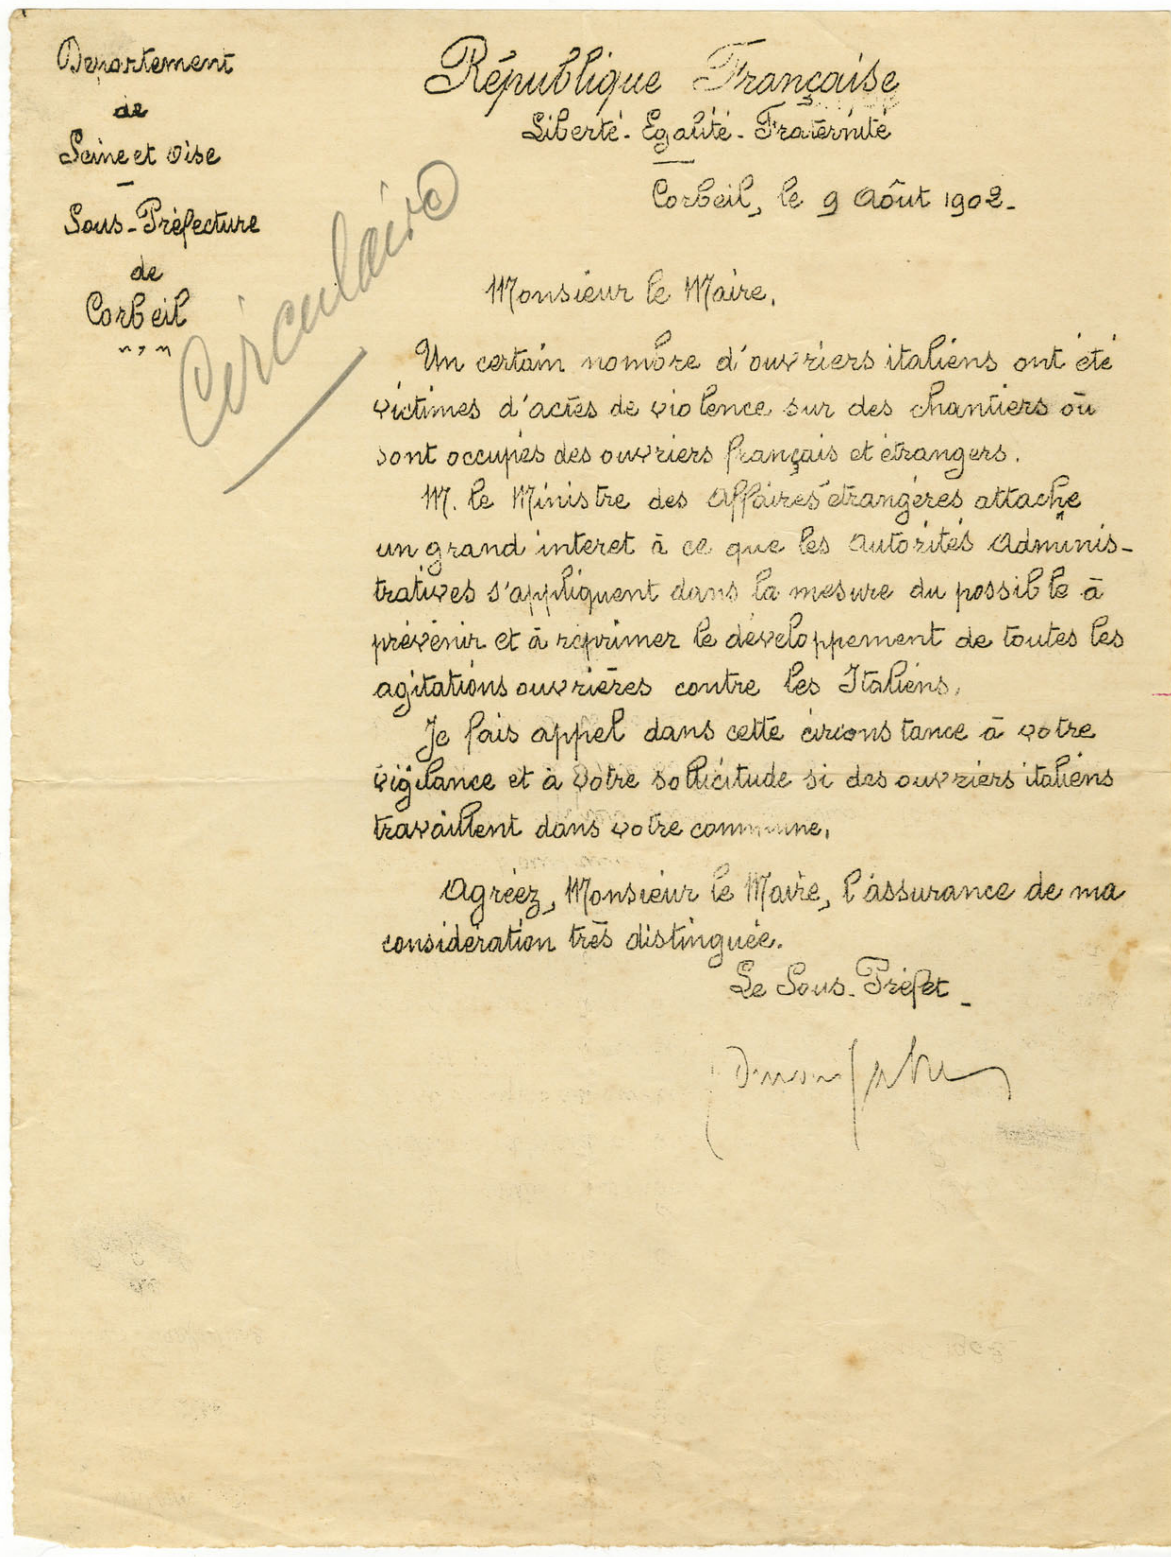 Departement
de
Seine et Oise
Sous-Préfecture
de
Corbeil
Circulaire
République Française
Liberté - Egalité - Fraternité
Corbeil, le 9 Aôut 1902.
Monsieur le Maire,
Un certain nombre d'ouvriers italiens ont été
victimes d'actes de violence sur des chantiers où
sont occupés des ouvriers français et étrangers.
M. le Ministre des Affaires étrangères attache
un grand interet à ce que les Autorités Adminis-
tratives s'appliquent dans la mesure du possible à
prévenir et à réprimer le développement de toutes les
agitations ouvrières contre les Italiens.
Je fais appel dans cette circonstance à votre
vigilance et à votre sollicitude si des ouvriers italiens
travaillent dans votre commune.
Agréez, Monsieur le Maire, l'assurance de ma
considération très distinguée.
Le Sous-Préfet